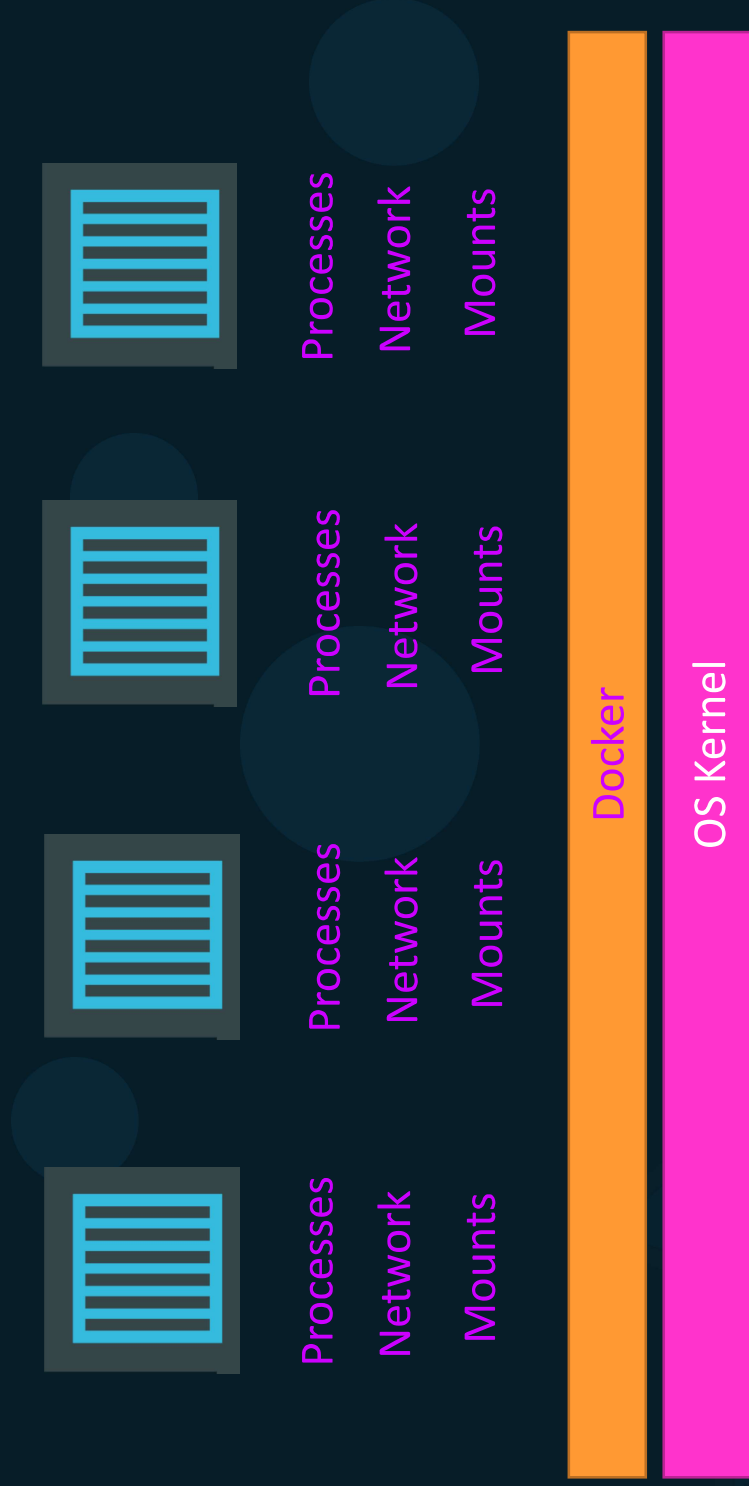 Processes
Network
Mounts
Processes
Network
Mounts
Processes
Network
Mounts
Processes
Network
Mounts
Docker
OS Kernel